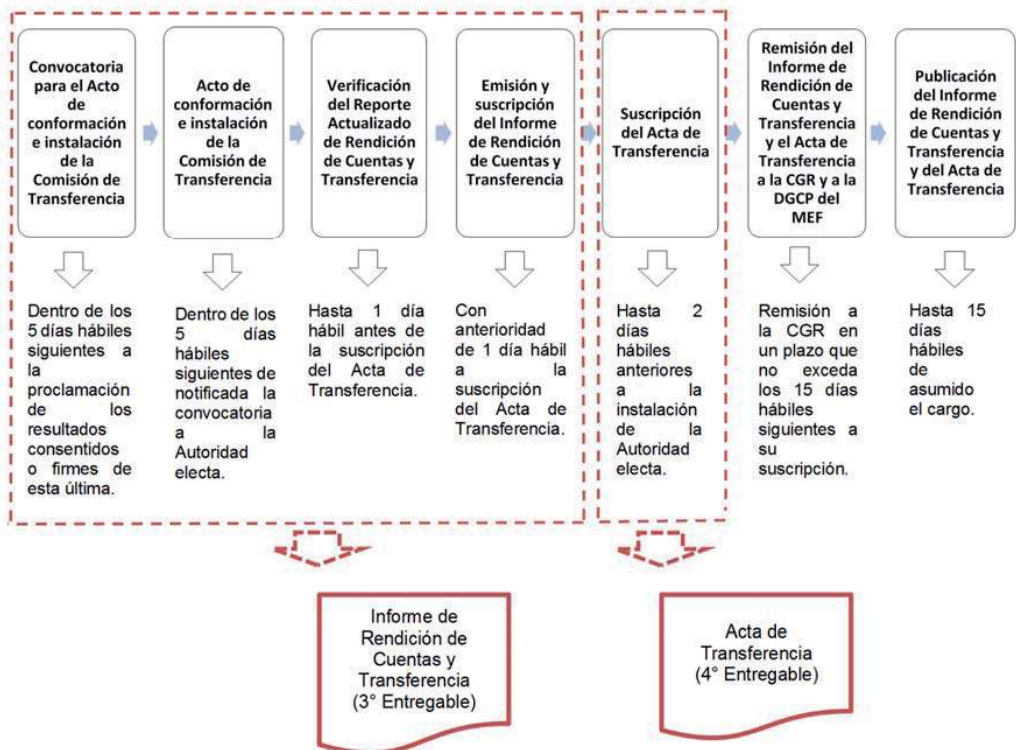 Convocatoria
para el Acto
de
conformación
e instalación
de la
Comisión de
Transferencia
Acto de
conformación
e instalación
de la
Comisión de
Transferencia
Verificación
del Reporte
Actualizado
de Rendición
de Cuentas y
Transferencia
Emisión y
suscripción
del Informe
de Rendición
de Cuentas y
Transferencia
Suscripción
del Acta de
Transferencia
Remisión del
Informe de
Rendición de
Cuentas y
Transferencia
y el Acta de
Transferencia
a la CGR y a la
DGCP del
MEF
Publicación
del Informe
de Rendición
de Cuentas y
Transferencia
y del Acta de
Transferencia
Dentro de los
5 días hábiles
siguientes a
la
proclamación
de los
resultados
consentidos
o firmes de
esta última.
Dentro de los
5 días
hábiles
siguientes de
notificada la
convocatoria
a la
Autoridad
electa.
Hasta 1 día
hábil antes de
la suscripción
del Acta de
Transferencia.
Con
anterioridad
de 1 día hábil
a la
suscripción
del Acta de
Transferencia.
Hasta 2
días
hábiles
anteriores
a la
instalación
de la
Autoridad
electa.
Remisión a
la CGR en
un plazo que
no exceda
los 15 días
hábiles
siguientes a
su
suscripción.
Hasta 15
días
hábiles
de
asumido
el cargo.
Informe de
Rendición de
Cuentas y
Transferencia
(3° Entregable)
Acta de
Transferencia
(4° Entregable)